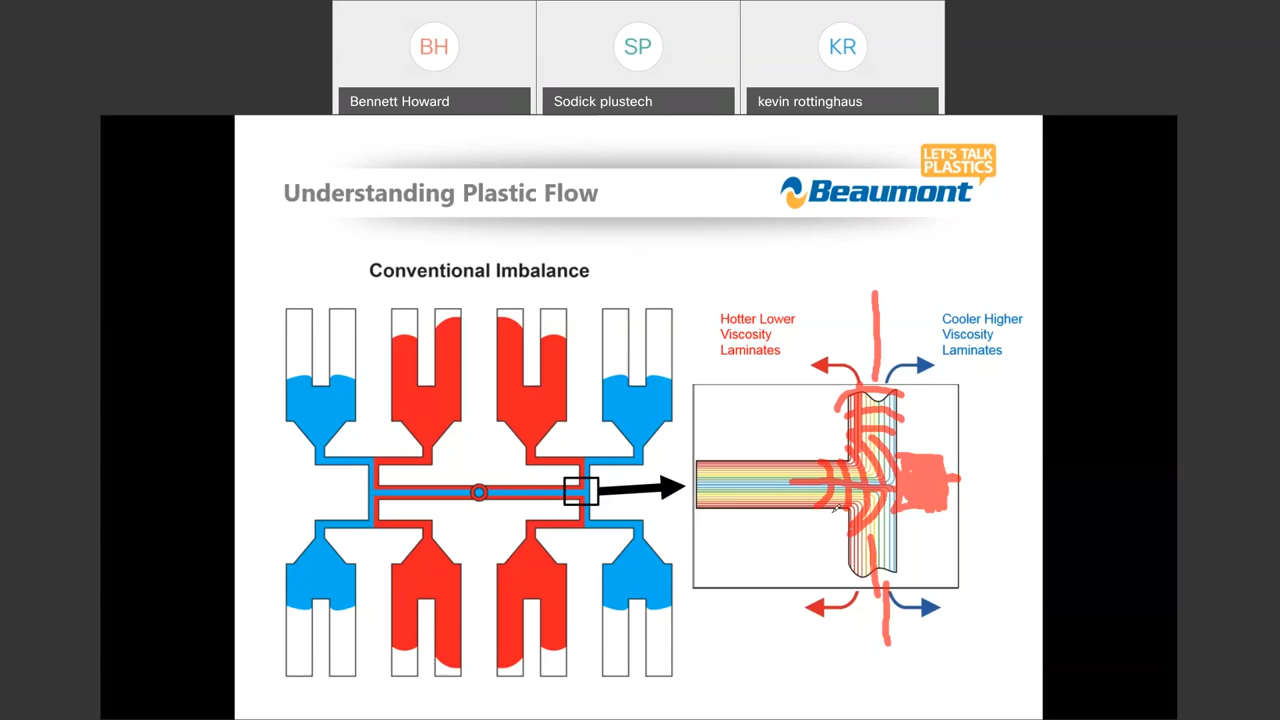 BH
SP
KR
Bennett Howard
Sodick plustech
kevin rottinghaus
LET'S TALK
PLASTICS
Understanding Plastic Flow
Beaumont
Conventional Imbalance
Hotter Lower
Viscosity
Laminates
Cooler Higher
Viscosity
Laminates